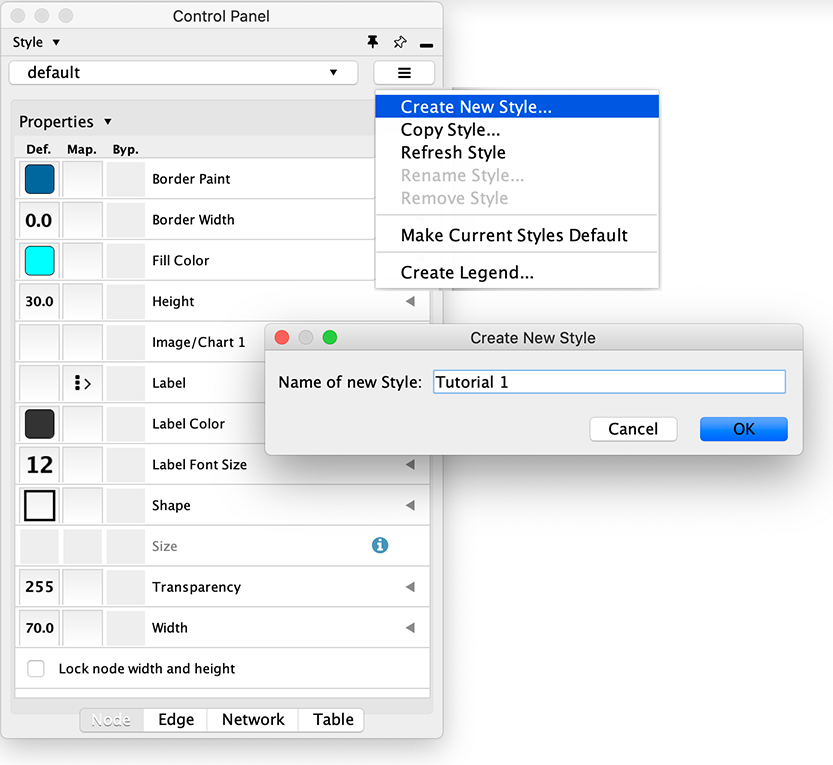 Control Panel
Style
default
Create New Style...
Copy Style...
Refresh Style
Rename Style...
Remove Style
Make Current Styles Default
Create Legend...
Properties
Def. Map. Byp.
Border Paint
0.0 Border Width
Fill Color
30.0 Height
Image/Chart 1
Label
Label Color
12 Label Font Size
Shape
Size
255 Transparency
70.0 Width
Lock node width and height
Node Edge Network Table
Create New Style
Name of new Style: Tutorial 1
Cancel OK